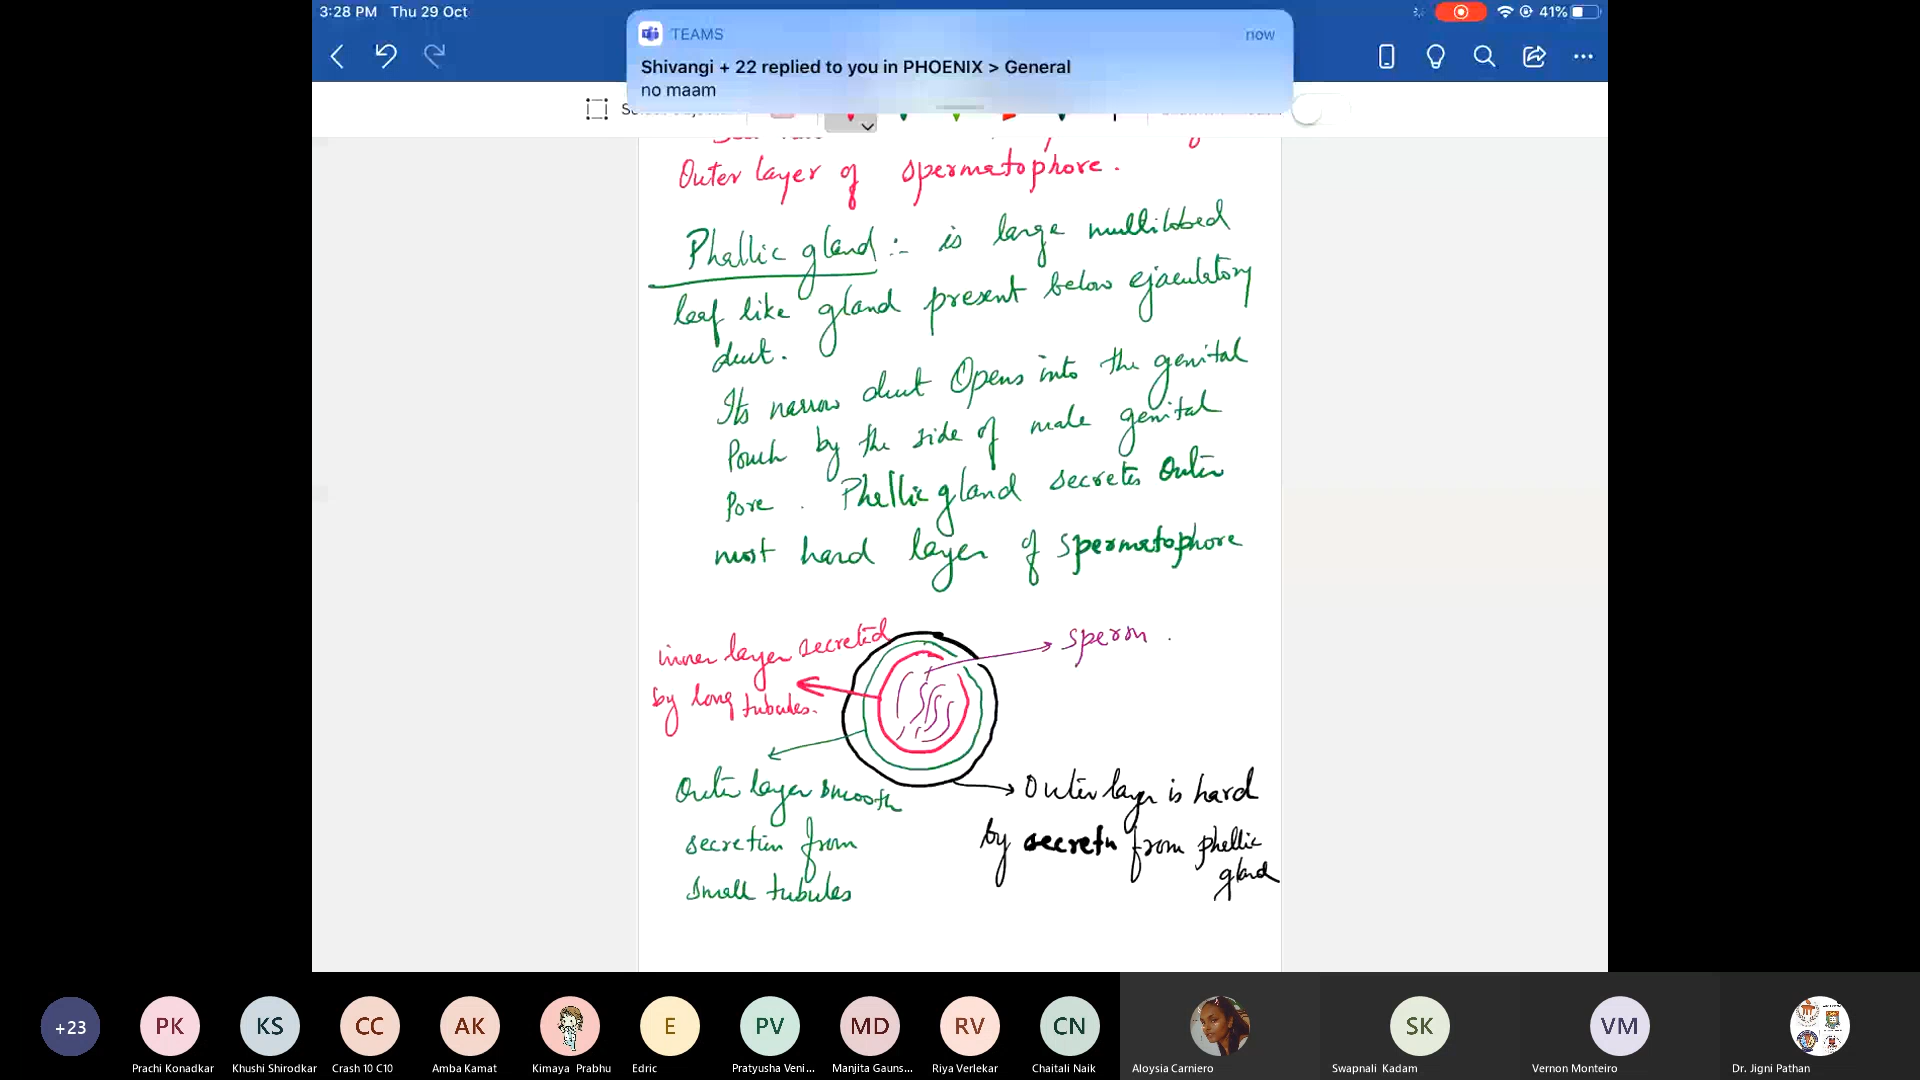 3:28 PM Thu 29 Oct
41%
TEAMS
now
Shivangi + 22 replied to you in PHOENIX > General
no maam
Outer layer of spermatophore.
Phallic gland :- is large multilobed
leaf like gland present below ejaculatory
duct.
Its narrow duct Opens into the genital
Pouch by the side of male genital
Pore. Phallic gland secretes Outer
most hard layer of spermatophore
inner layer secreted
by long tubules.
sperm.
Outer layer smooth
secretion from
small tubules
Outer layer is hard
by secretn from phallic
gland
+23
PK
KS
CC
AK
E
PV
MD
RV
CN
SK
VM
Prachi Konadkar
Khushi Shirodkar
Crash 10 C10
Amba Kamat
Kimaya Prabhu
Edric
Pratyusha Veni...
Manjita Gauns...
Riya Verlekar
Chaitali Naik
Aloysia Carniero
Swapnali Kadam
Vernon Monteiro
Dr. Jigni Pathan